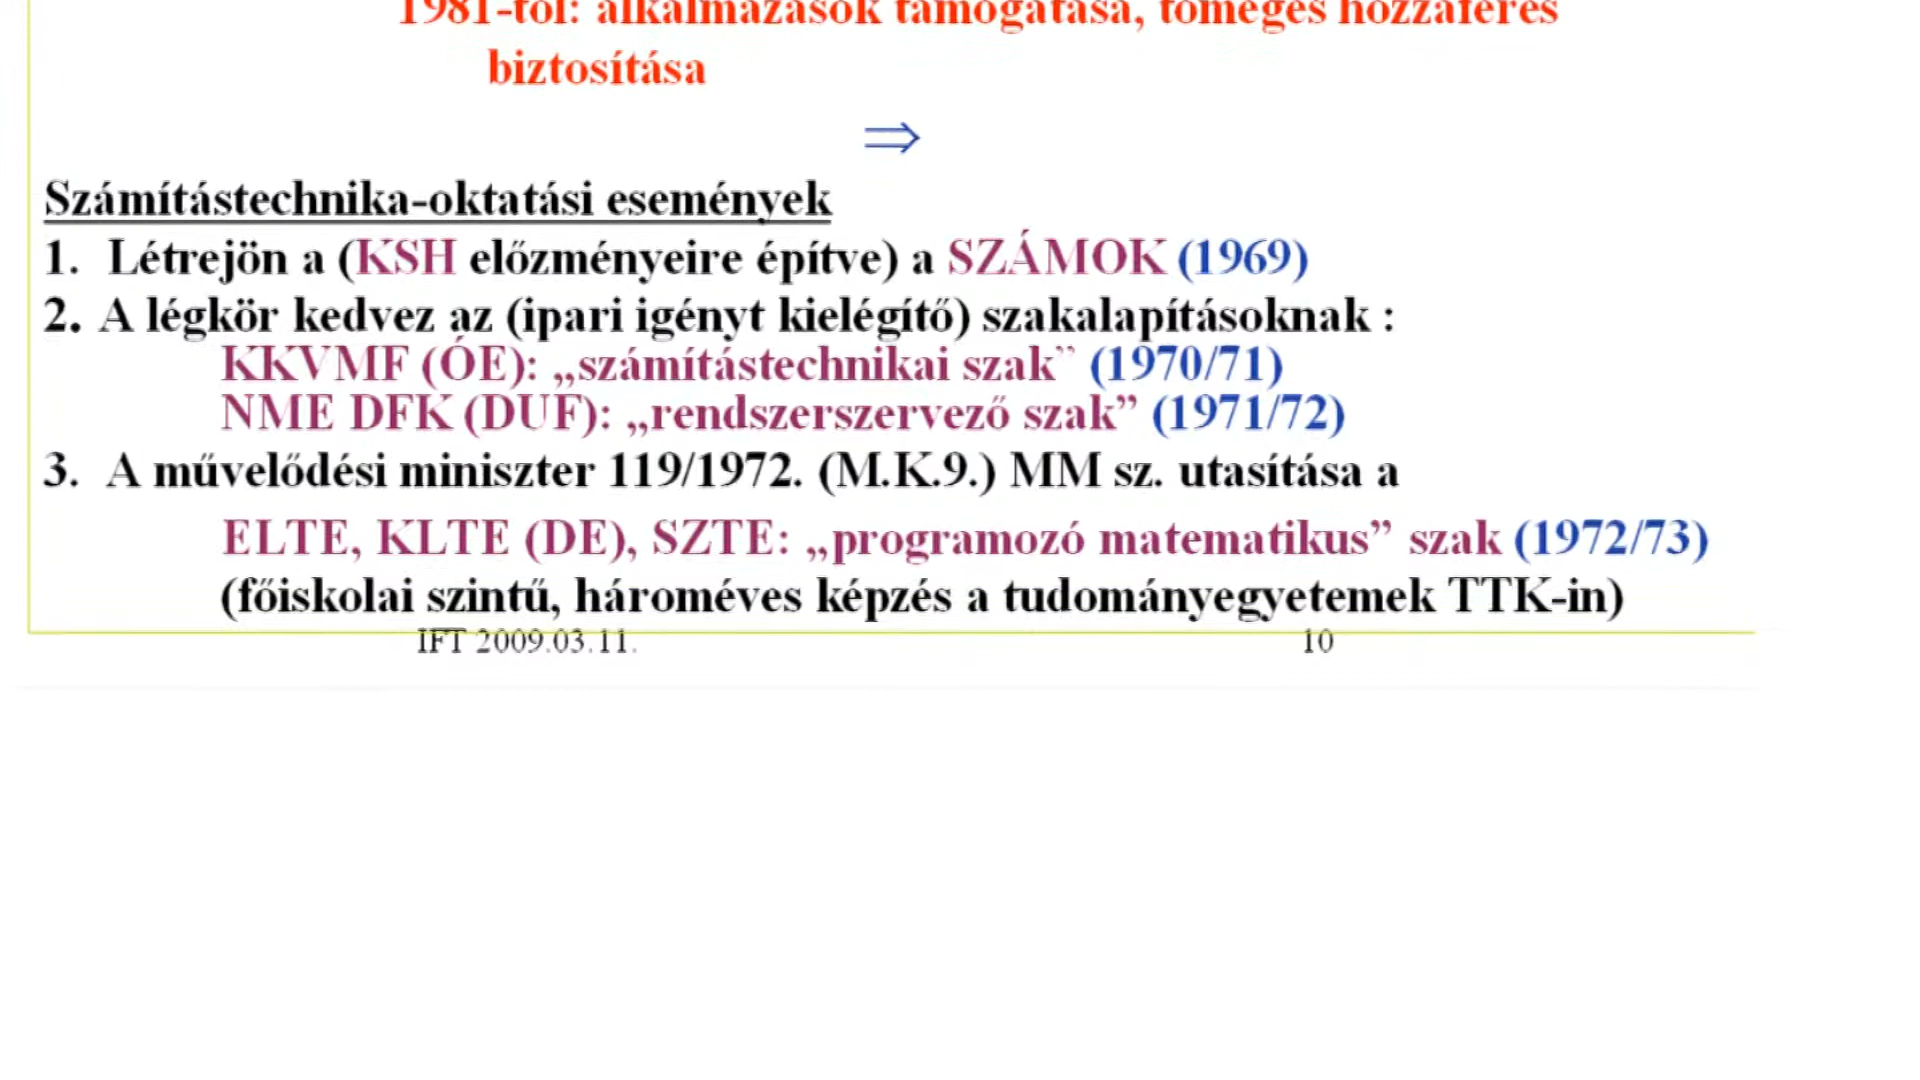 1981-től: alkalmazások támogatása, tömeges hozzáférés
biztosítása
⇒
Számítástechnika-oktatási események
1. Létrejön a (KSH előzményeire építve) a SZÁMOK (1969)
2. A légkör kedvez az (ipari igényt kielégítő) szakalapításoknak :
KKVMF (ÓE): „számítástechnikai szak” (1970/71)
NME DFK (DUF): „rendszerszervező szak” (1971/72)
3. A művelődési miniszter 119/1972. (M.K.9.) MM sz. utasítása a
ELTE, KLTE (DE), SZTE: „programozó matematikus” szak (1972/73)
(főiskolai szintű, hároméves képzés a tudományegyetemek TTK-in)
IFT 2009.03.11. 10